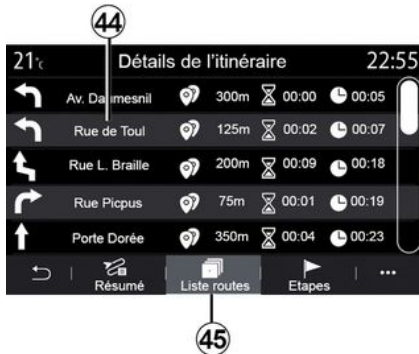 44
21°c Détails de l'itinéraire 22:55
Av. Daumesnil 300m 00:00 00:05
Rue de Toul 125m 00:02 00:07
Rue L. Braille 200m 00:09 00:18
Rue Picpus 75m 00:01 00:19
Porte Dorée 350m 00:04 00:23
Résumé Liste routes Etapes ...
45